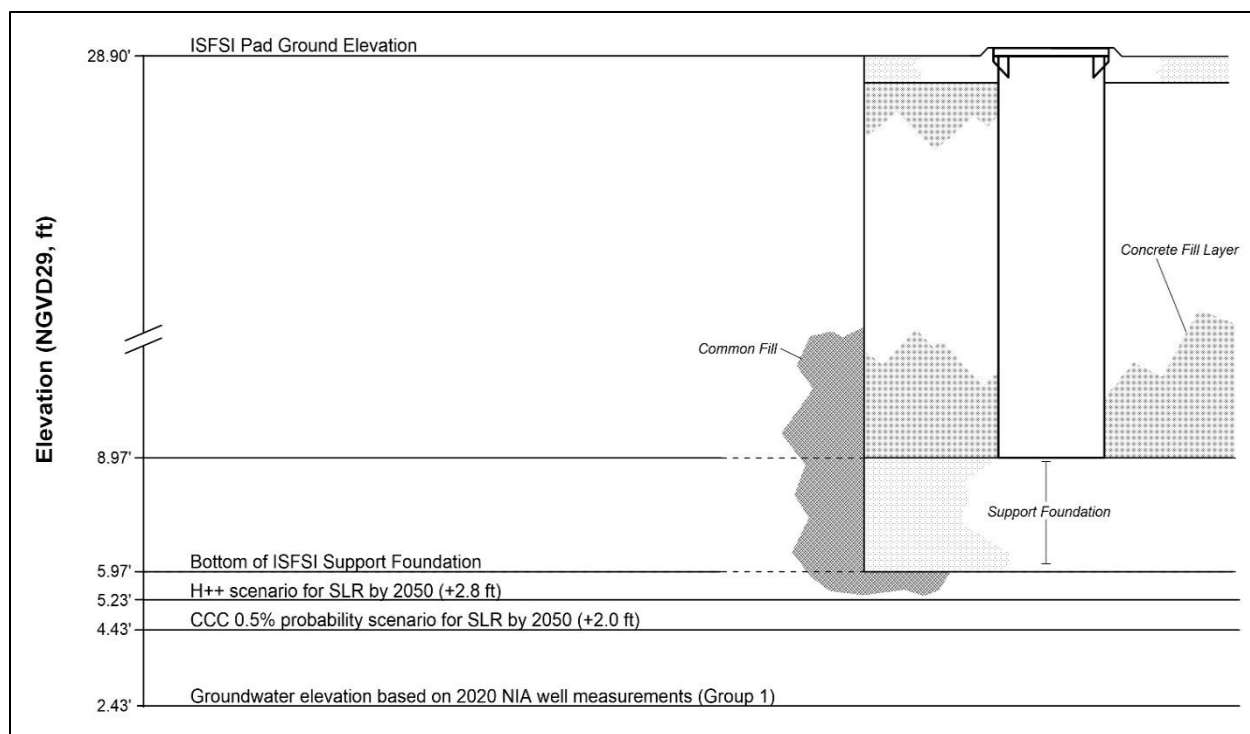 ISFSI Pad Ground Elevation
28.90'
Elevation (NGVD29, ft)
Concrete Fill Layer
Common Fill
8.97'
Support Foundation
Bottom of ISFSI Support Foundation
5.97'
H++ scenario for SLR by 2050 (+2.8 ft)
5.23'
CCC 0.5% probability scenario for SLR by 2050 (+2.0 ft)
4.43'
Groundwater elevation based on 2020 NIA well measurements (Group 1)
2.43'